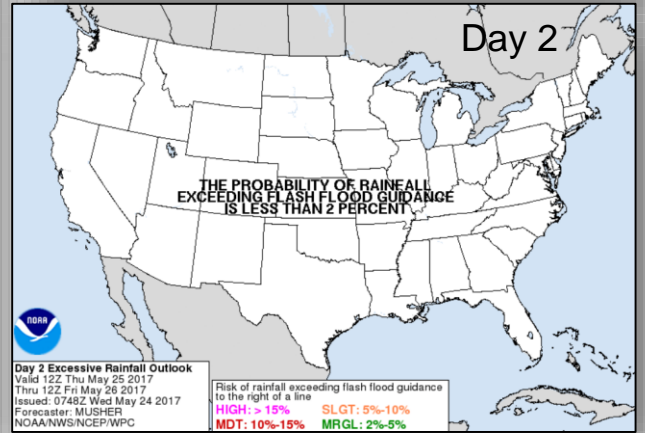 Day 2
THE PROBABILITY OF RAINFALL
EXCEEDING FLASH FLOOD GUIDANCE
IS LESS THAN 2 PERCENT
NOAA
Day 2 Excessive Rainfall Outlook
Valid 12Z Thu May 25 2017
Thru 12Z Fri May 26 2017
Issued: 0748Z Wed May 24 2017
Forecaster: MUSHER
NOAA/NWS/NCEP/WPC
Risk of rainfall exceeding flash flood guidance
to the right of a line
HIGH: > 15% SLGT: 5%-10%
MDT: 10%-15% MRGL: 2%-5%